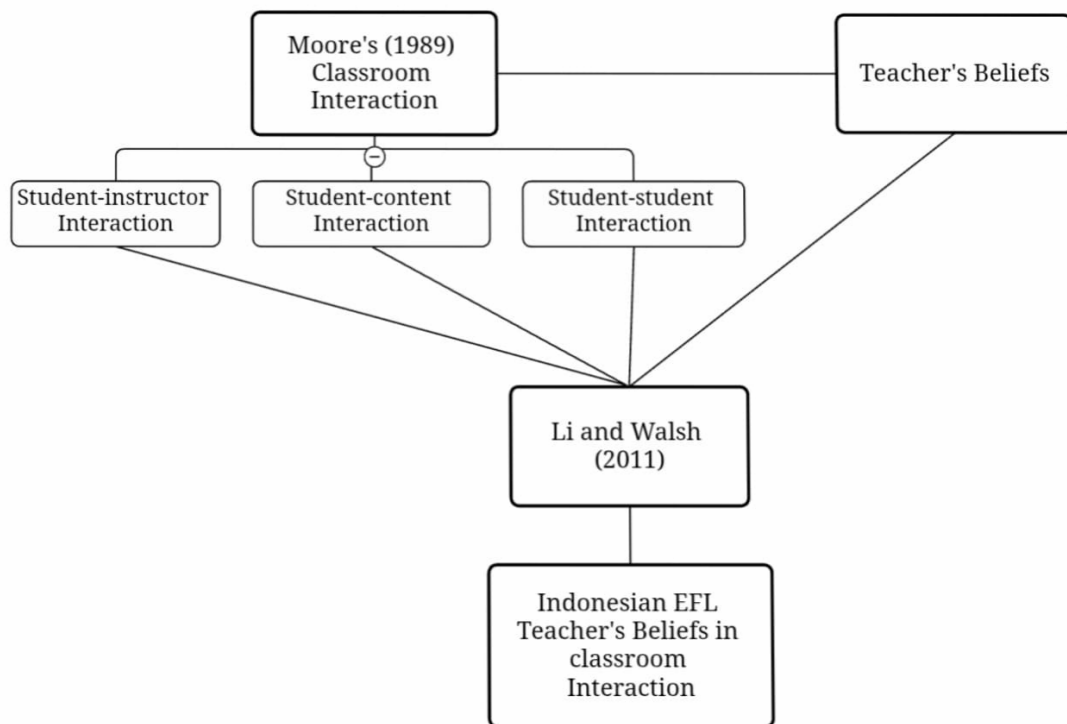 Moore's (1989)
Classroom
Interaction
Teacher's Beliefs
Student-instructor
Interaction
Student-content
Interaction
Student-student
Interaction
Li and Walsh
(2011)
Indonesian EFL
Teacher's Beliefs in
classroom
Interaction